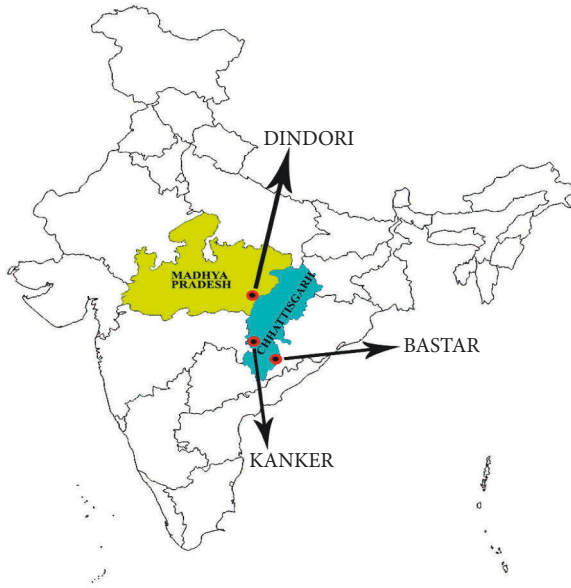 DINDORI
MADHYA
PRADESH
CHHATTISGARH
BASTAR
KANKER